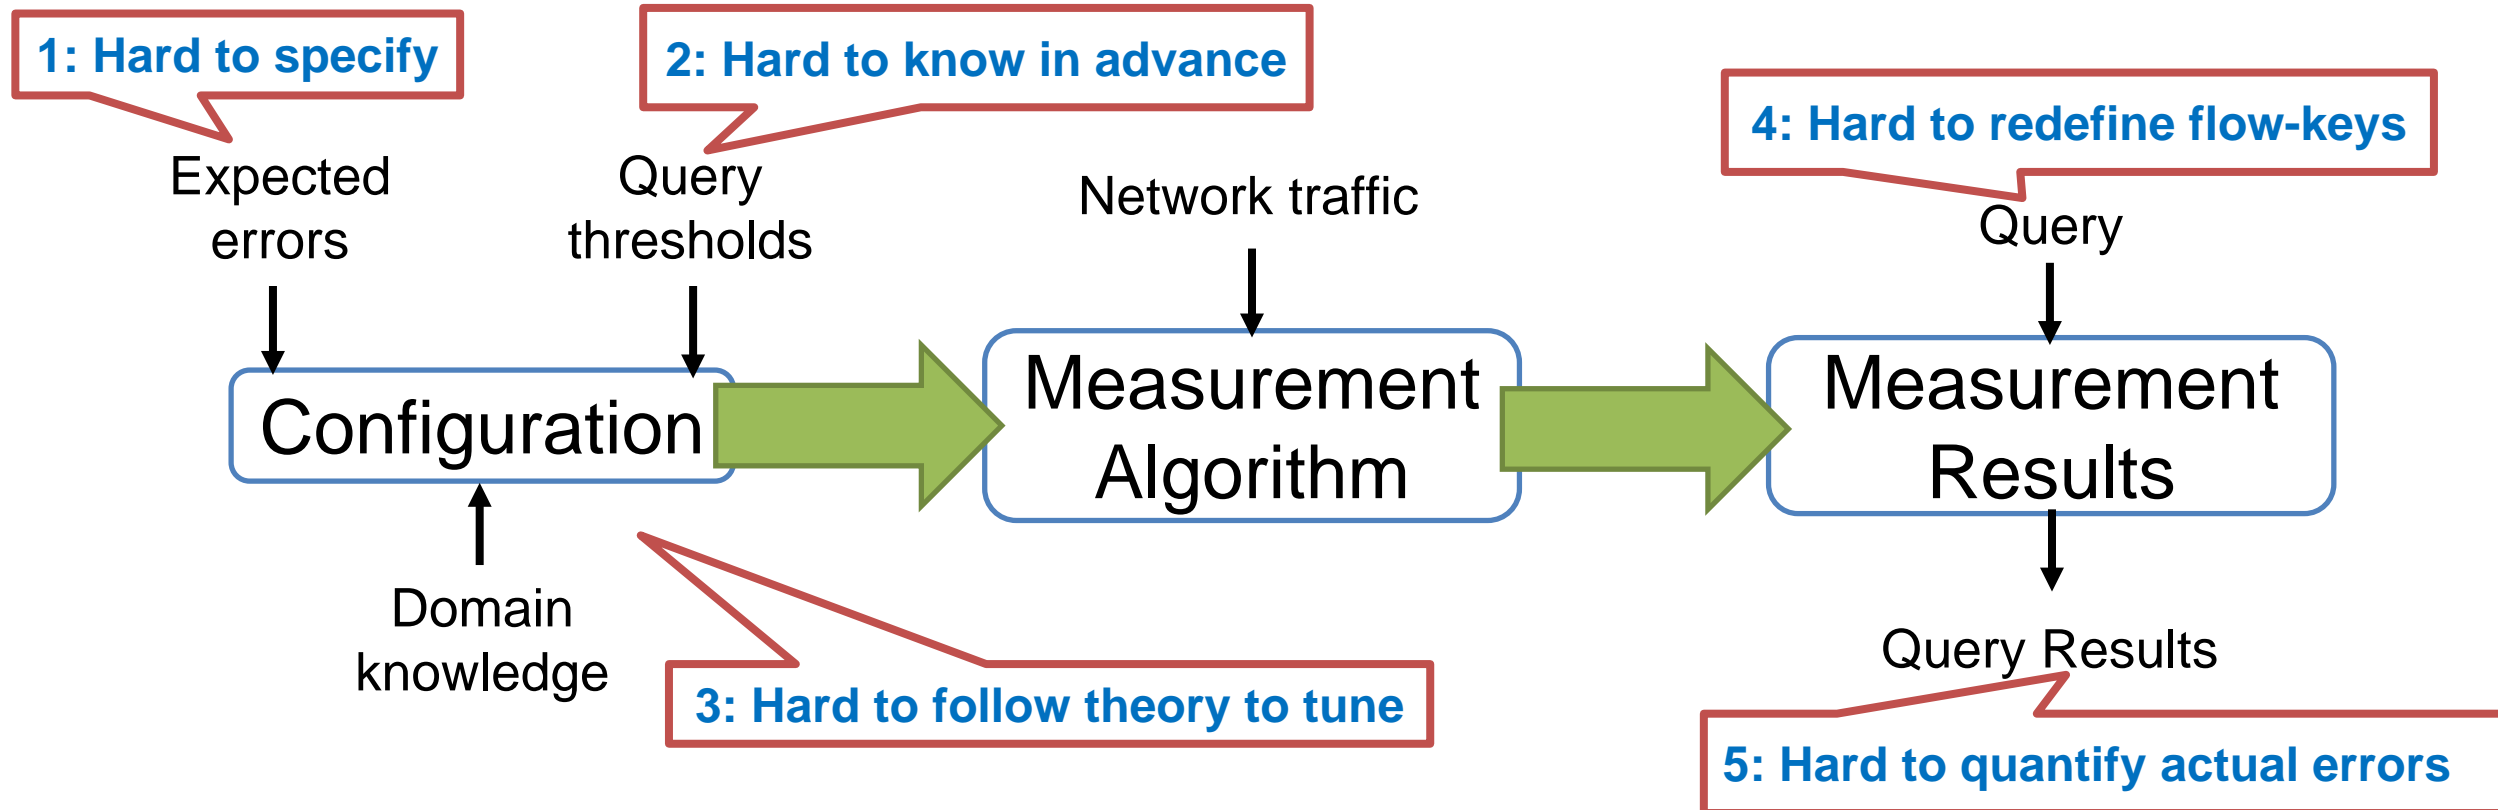 1: Hard to specify
2: Hard to know in advance
4: Hard to redefine flow-keys
Expected
errors
Query
thresholds
Network traffic
Query
Configuration
Measurement
Algorithm
Measurement
Results
Domain
knowledge
Query Results
3: Hard to follow theory to tune
5: Hard to quantify actual errors